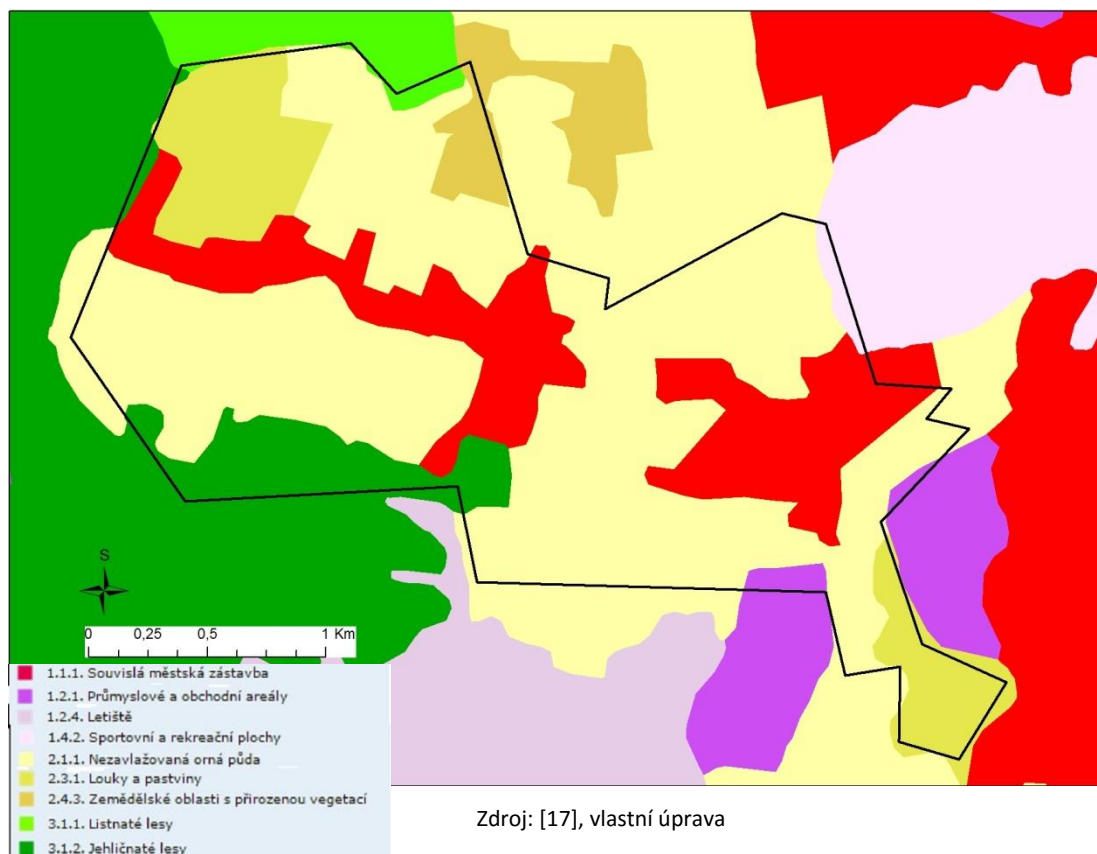 S
0 0,25 0,5 1 Km
1.1.1. Souvislá městská zástavba
1.2.1. Průmyslové a obchodní areály
1.2.4. Letiště
1.4.2. Sportovní a rekreační plochy
2.1.1. Nezavlažovaná orná půda
2.3.1. Louky a pastviny
2.4.3. Zemědělské oblasti s přirozenou vegetací
3.1.1. Listnaté lesy
3.1.2. Jehličnaté lesy
Zdroj: [17], vlastní úprava